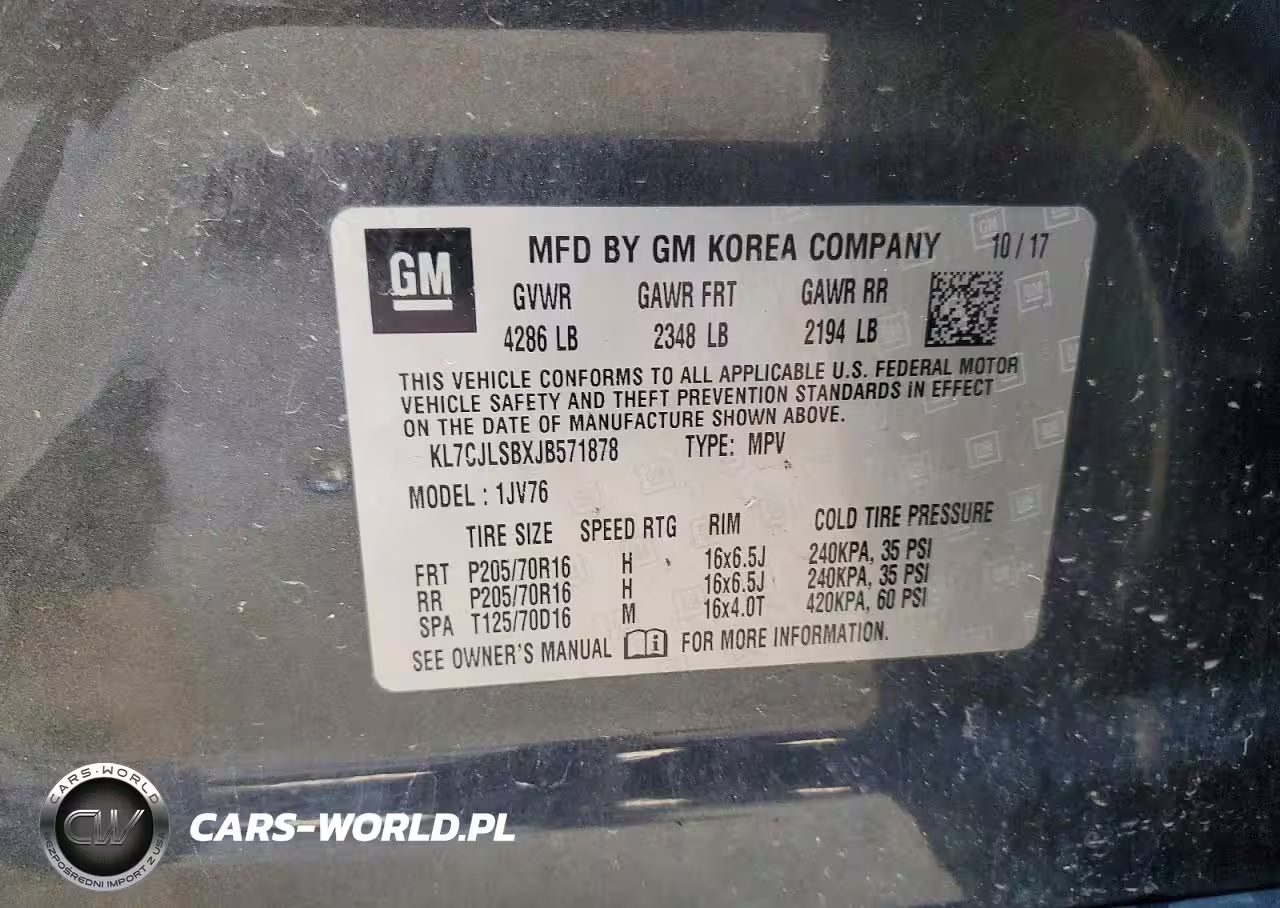 GM
MFD BY GM KOREA COMPANY 10 / 17
GVWR GAWR FRT GAWR RR
4286 LB 2348 LB 2194 LB
THIS VEHICLE CONFORMS TO ALL APPLICABLE U.S. FEDERAL MOTOR
VEHICLE SAFETY AND THEFT PREVENTION STANDARDS IN EFFECT
ON THE DATE OF MANUFACTURE SHOWN ABOVE.
KL7CJLSBXJB571878 TYPE: MPV
MODEL : 1JV76
TIRE SIZE SPEED RTG RIM COLD TIRE PRESSURE
FRT P205/70R16 H 16x6.5J 240KPA, 35 PSI
RR P205/70R16 H 16x6.5J 240KPA, 35 PSI
SPA T125/70D16 M 16x4.0T 420KPA, 60 PSI
SEE OWNER'S MANUAL FOR MORE INFORMATION.
CARS-WORLD
CW
BEZPOŚREDNI IMPORT Z USA
CARS-WORLD.PL